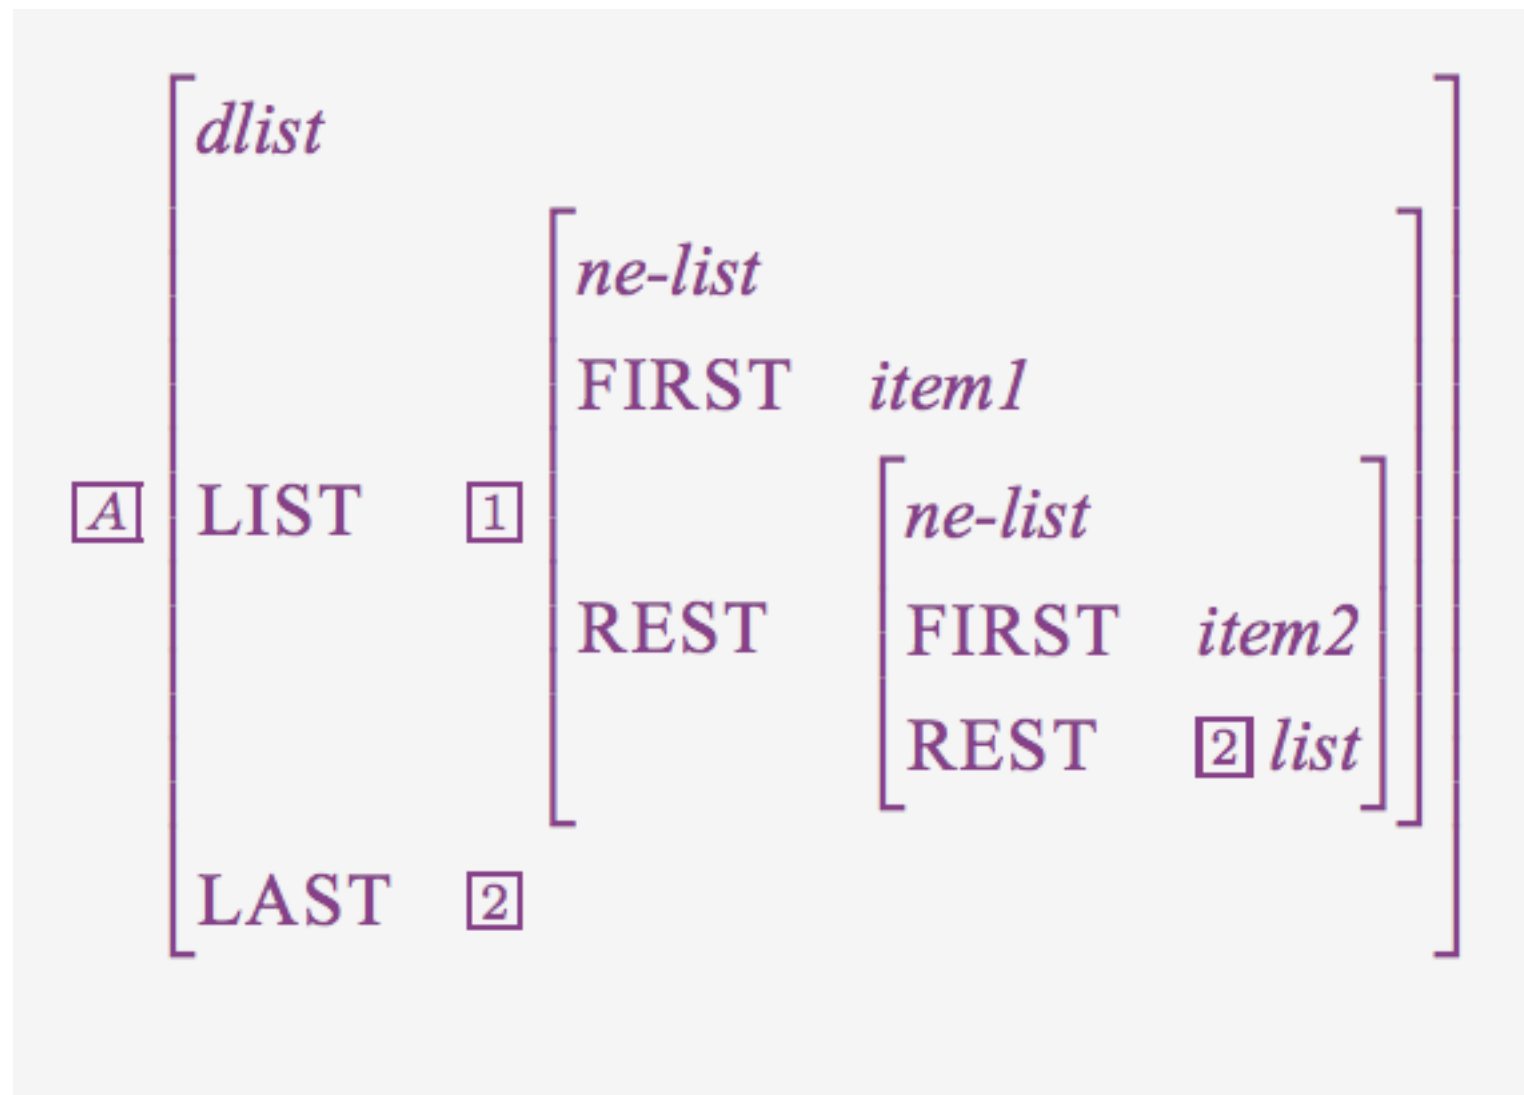 dlist
ne-list
FIRST item1
A LIST 1 ne-list
REST FIRST item2
REST 2 list
LAST 2